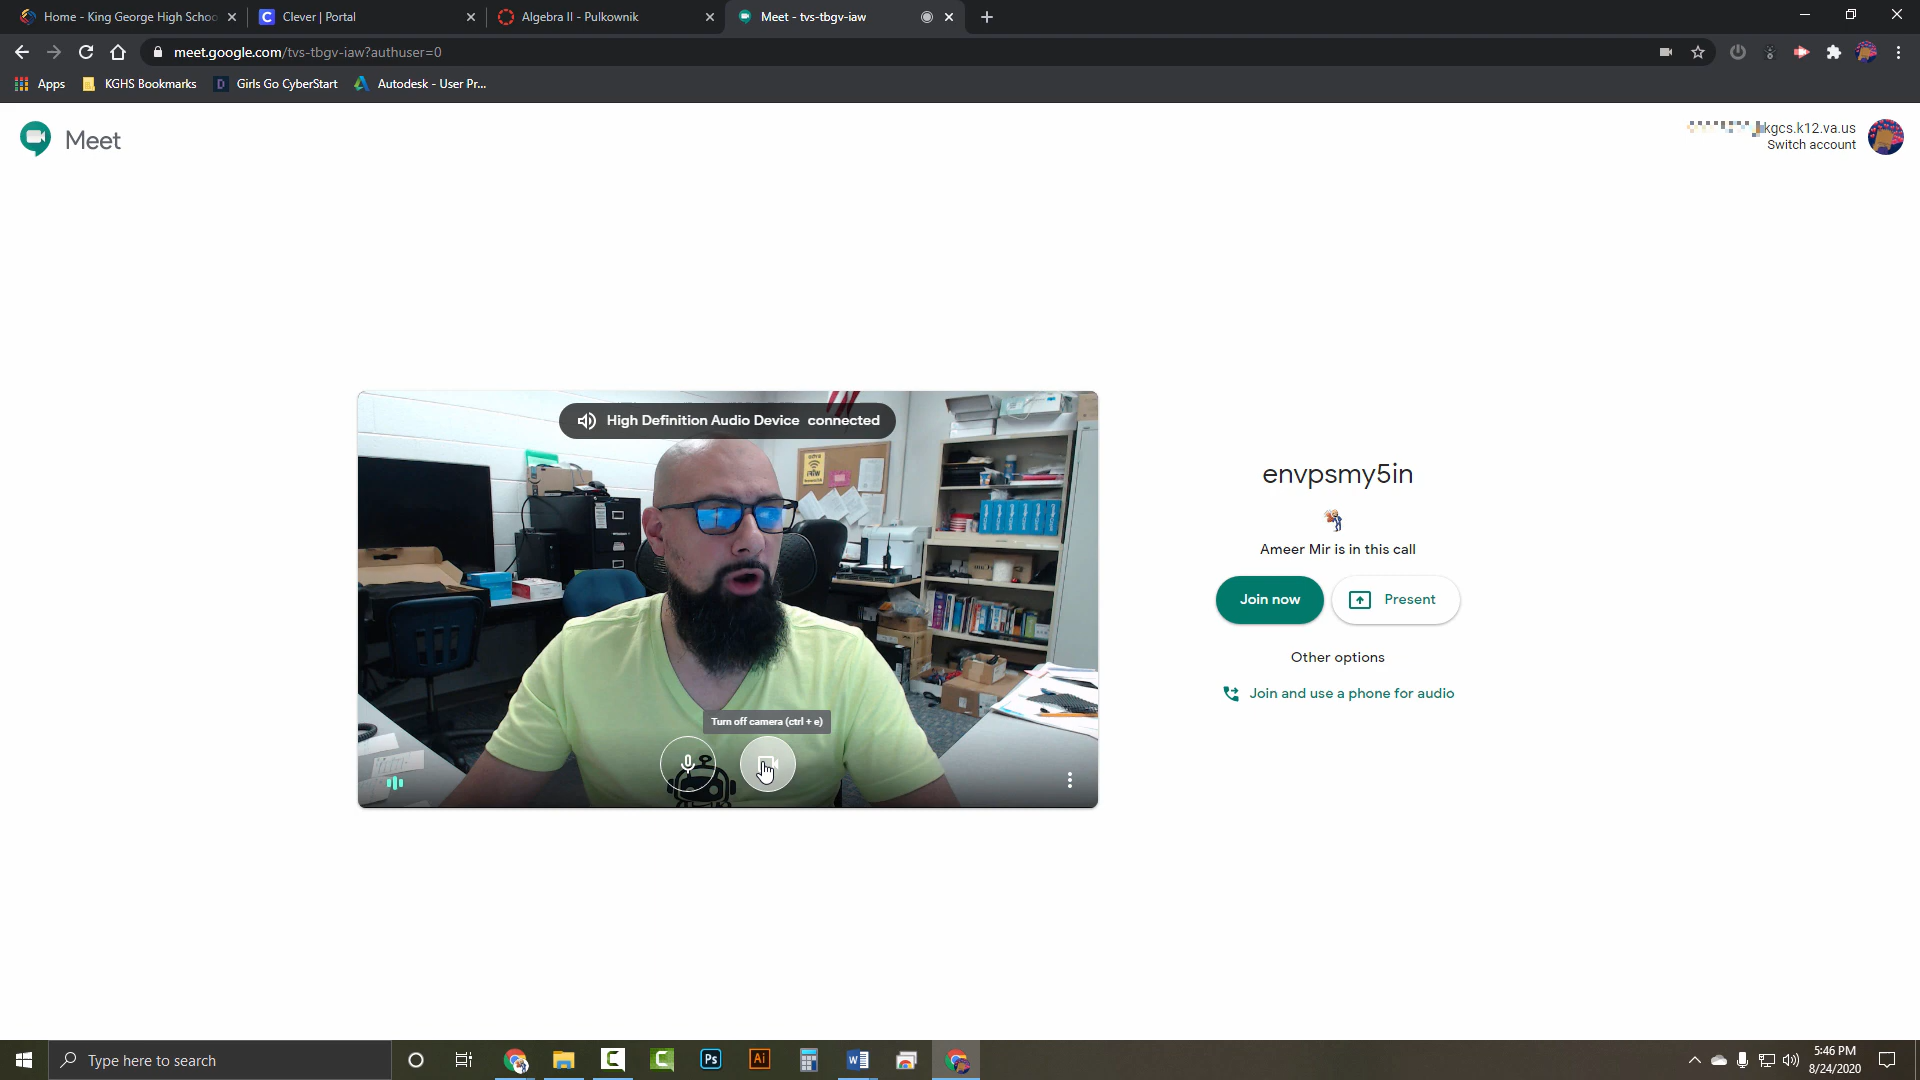 Home - King George High Schoo
Clever | Portal
Algebra II - Pulkownik
Meet - tvs-tbgv-iaw
meet.google.com/tvs-tbgv-iaw?authuser=0
Apps
KGHS Bookmarks
Girls Go CyberStart
Autodesk - User Pr...
Meet
kgcs.k12.va.us
Switch account
High Definition Audio Device connected
envpsmy5in
Ameer Mir is in this call
Join now
Present
Other options
Join and use a phone for audio
Turn off camera (ctrl + e)
Type here to search
Ps
Ai
5:46 PM
8/24/2020